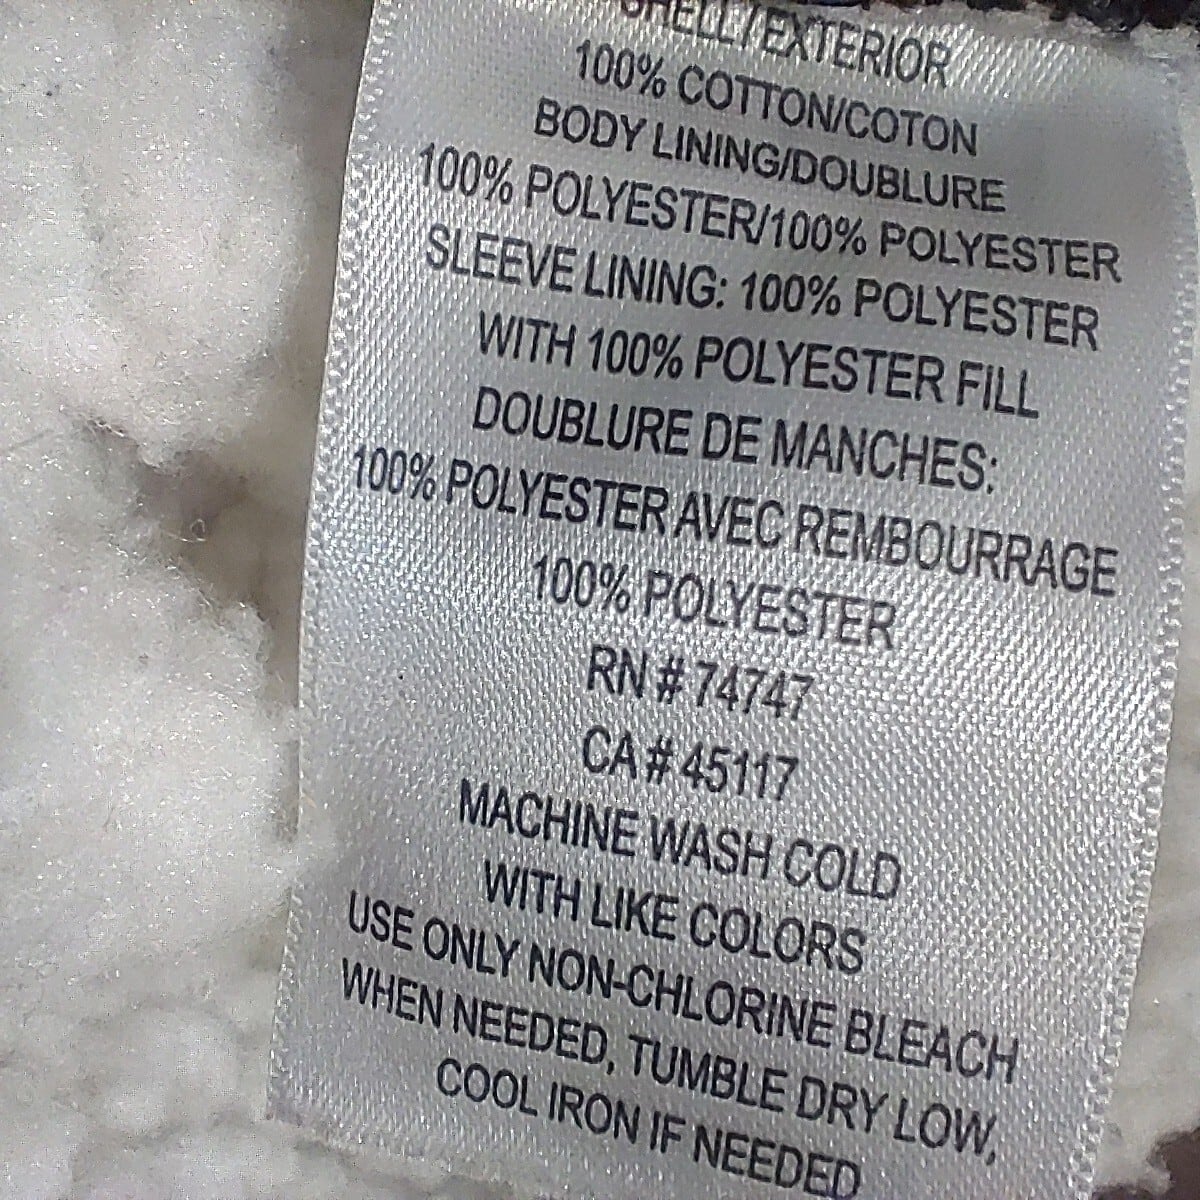 SHELL/EXTERIOR
100% COTTON/COTON
BODY LINING/DOUBLURE
100% POLYESTER/100% POLYESTER
SLEEVE LINING: 100% POLYESTER
WITH 100% POLYESTER FILL
DOUBLURE DE MANCHES:
100% POLYESTER AVEC REMBOURRAGE
100% POLYESTER
RN # 74747
CA # 45117
MACHINE WASH COLD
WITH LIKE COLORS
USE ONLY NON-CHLORINE BLEACH
WHEN NEEDED, TUMBLE DRY LOW,
COOL IRON IF NEEDED